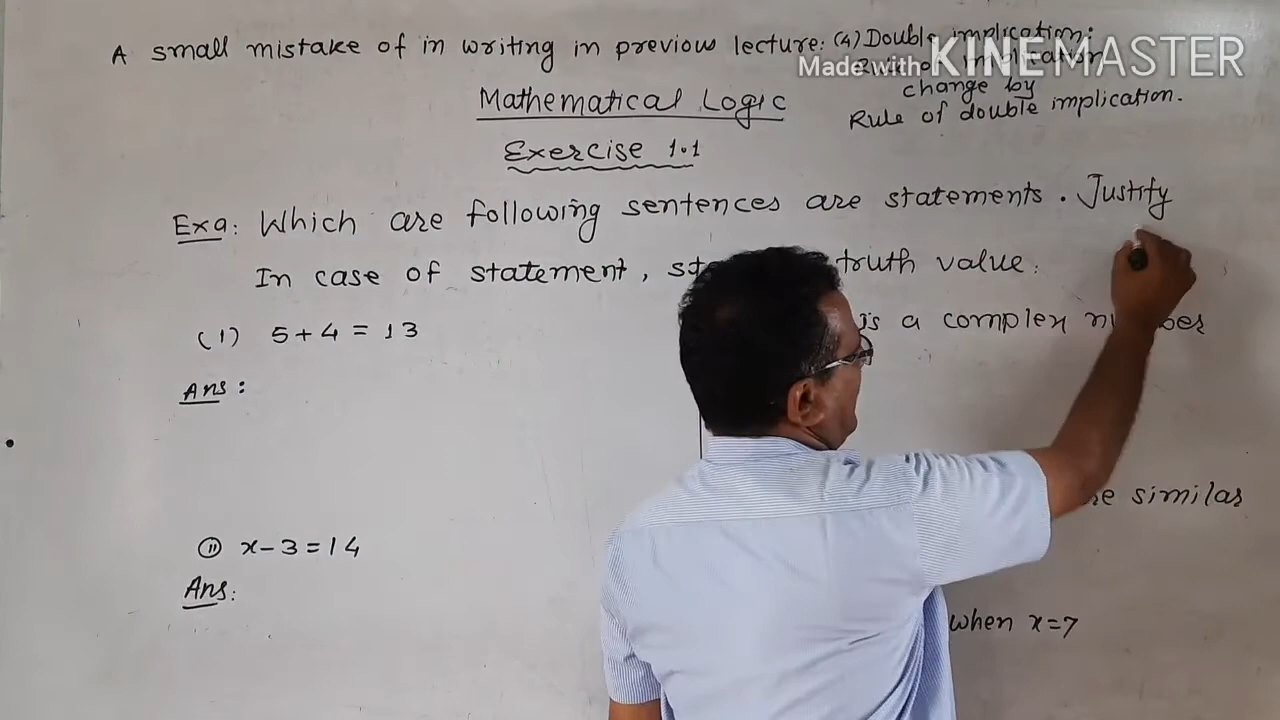 A small mistake of in writing in previous lecture: (4) Double implication:
Made with KINEMASTER
change by
Rule of double implication.
Mathematical Logic
Exercise 1.1
Exa: Which are following sentences are statements. Justify
In case of statement, truth value.
(1) 5+4 = 13
is a complex
Ans:
similar
(ii) x-3=14
Ans:
when x=7